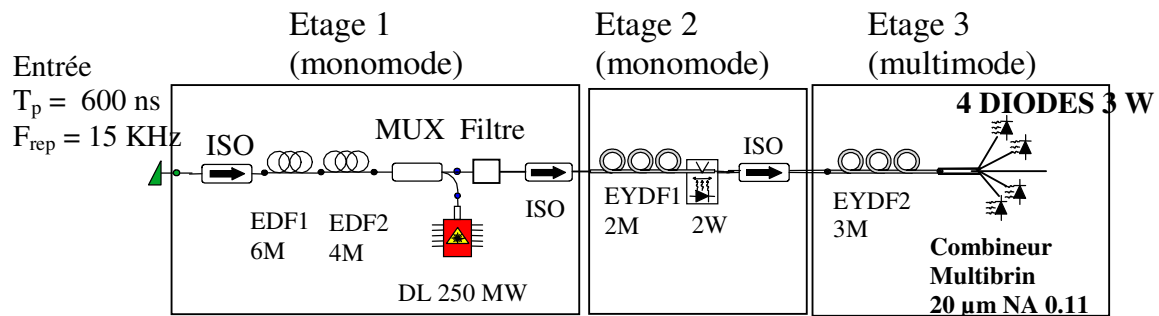 Etage 1
(monomode)
Etage 2
(monomode)
Etage 3
(multimode)
Entrée
Tp = 600 ns
Frep = 15 KHz
4 DIODES 3 W
ISO
MUX Filtre
ISO
ISO
EDF1
6M
EDF2
4M
EYDF1
2M
2W
EYDF2
3M
DL 250 MW
Combineur
Multibrin
20 µm NA 0.11